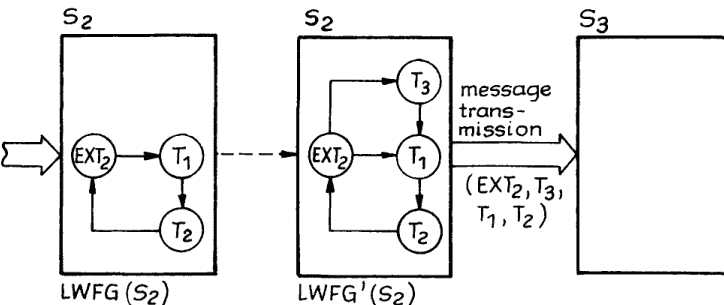 S₂
S₂
S₃
EXT₂
T₁
T₂
LWFG (S₂)
T₃
EXT₂
T₁
T₂
LWFG' (S₂)
message
trans-
mission
(EXT₂, T₃,
T₁, T₂)